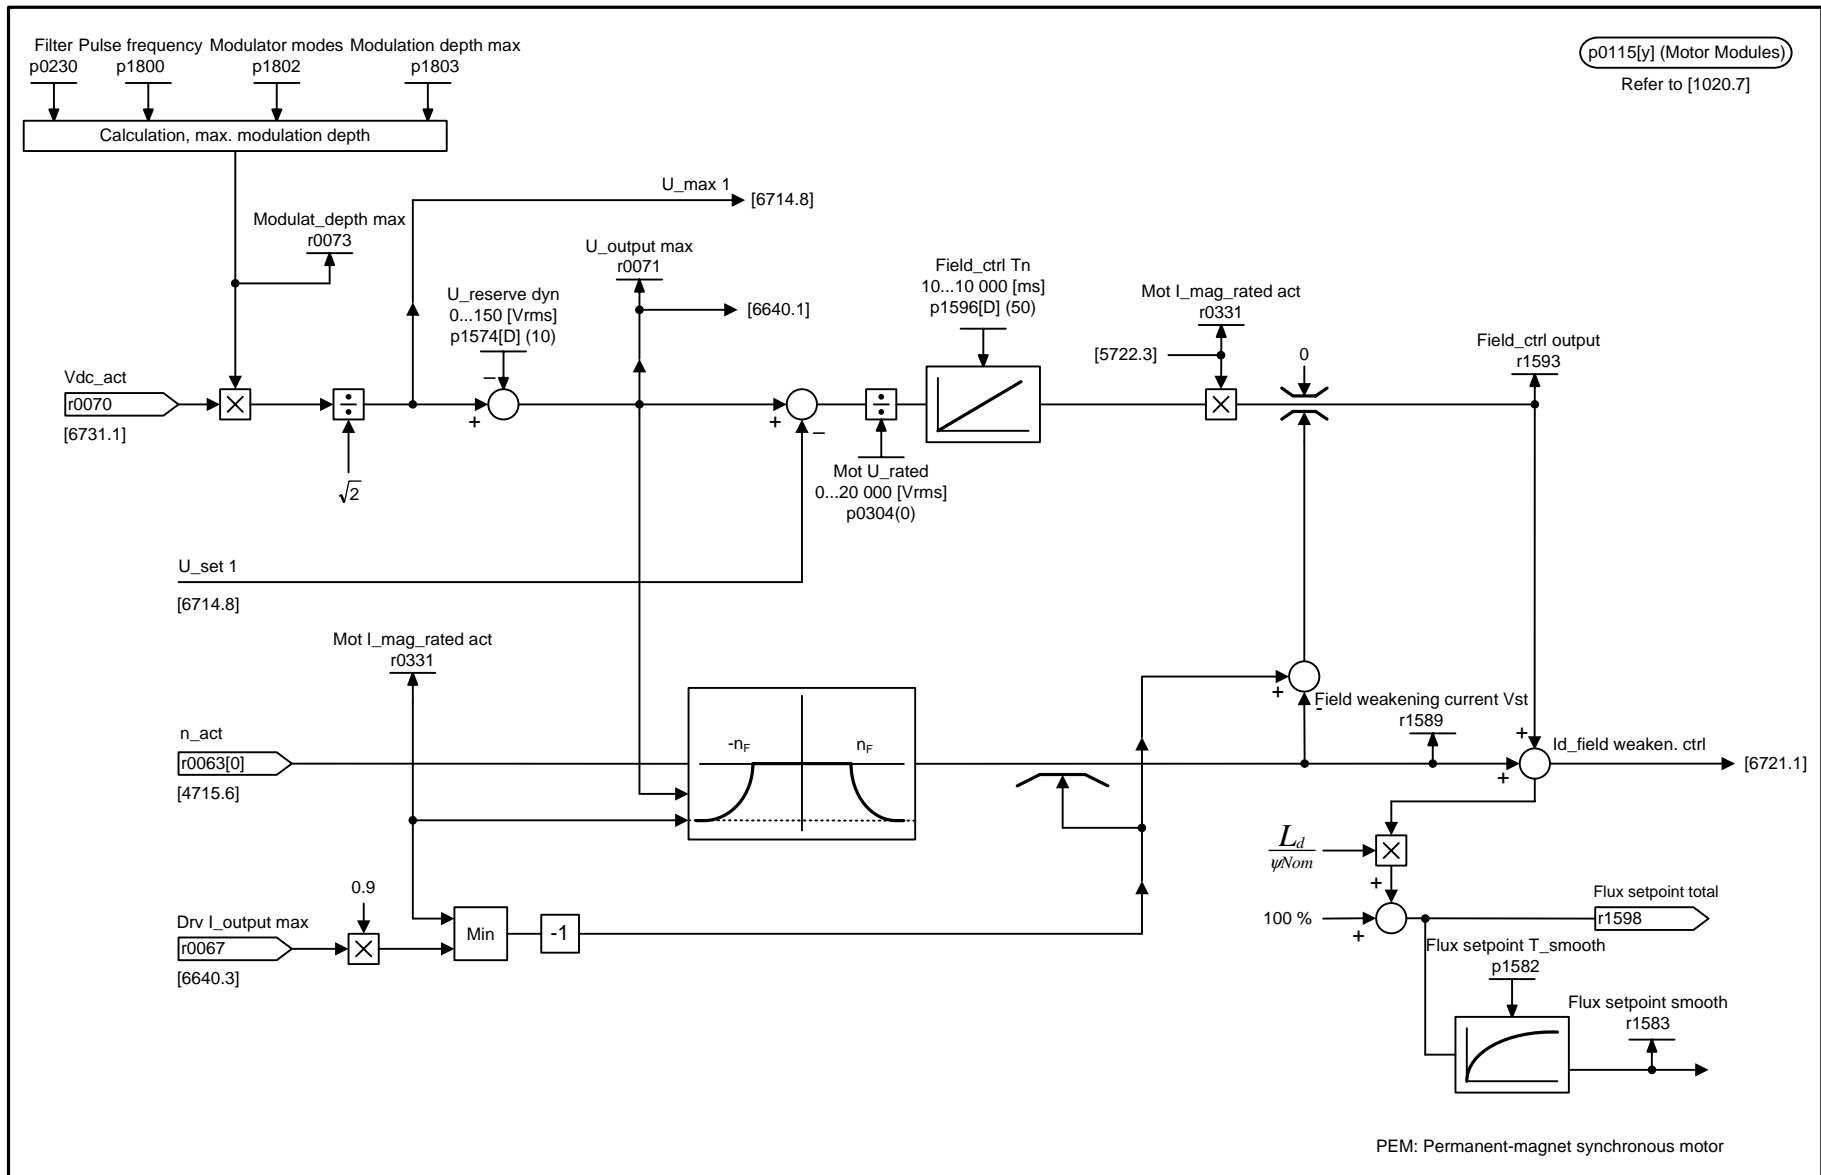 Filter Pulse frequency Modulator modes Modulation depth max
p0230 p1800 p1802 p1803
p0115[y] (Motor Modules)
Refer to [1020.7]
Calculation, max. modulation depth
U_max 1
[6714.8]
Modulat_depth max
r0073
U_output max
r0071
[6640.1]
U_reserve dyn
0...150 [Vrms]
p1574[D] (10)
Field_ctrl Tn
10...10 000 [ms]
p1596[D] (50)
Mot I_mag_rated act
r0331
[5722.3]
0
Field_ctrl output
r1593
Vdc_act
r0070
[6731.1]
×
÷
√2
+
–
+
–
÷
×
Mot U_rated
0...20 000 [Vrms]
p0304(0)
U_set 1
[6714.8]
Mot I_mag_rated act
r0331
n_act
r0063[0]
[4715.6]
-nF
nF
+
-
Field weakening current Vst
r1589
+
+
Id_field weaken. ctrl
[6721.1]
Ld
ψNom
×
+
100 %
+
Flux setpoint total
r1598
0.9
Drv I_output max
r0067
[6640.3]
×
Min
-1
Flux setpoint T_smooth
p1582
Flux setpoint smooth
r1583
PEM: Permanent-magnet synchronous motor